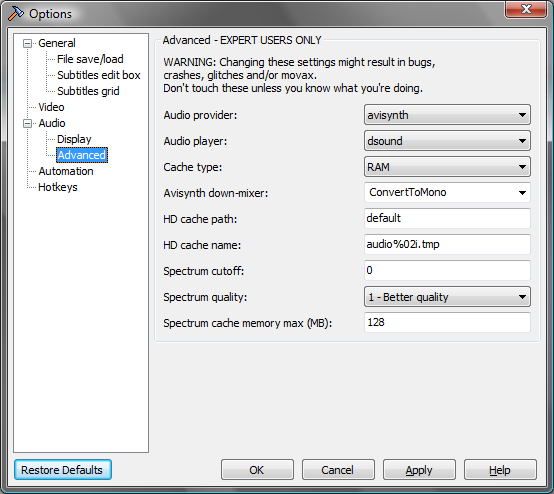 Options
General
File save/load
Subtitles edit box
Subtitles grid
Video
Audio
Display
Advanced
Automation
Hotkeys
Advanced - EXPERT USERS ONLY
WARNING: Changing these settings might result in bugs,
crashes, glitches and/or movax.
Don't touch these unless you know what you're doing.
Audio provider: avisynth
Audio player: dsound
Cache type: RAM
Avisynth down-mixer: ConvertToMono
HD cache path: default
HD cache name: audio%02i.tmp
Spectrum cutoff: 0
Spectrum quality: 1 - Better quality
Spectrum cache memory max (MB): 128
Restore Defaults OK Cancel Apply Help